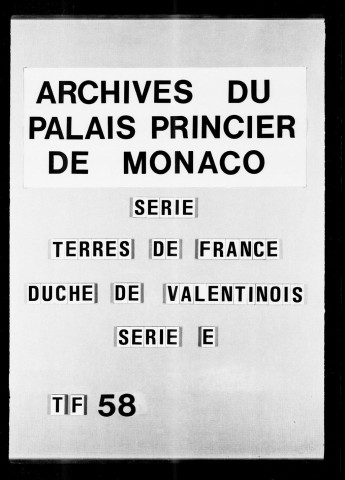 ARCHIVES DU
PALAIS PRINCIER
DE MONACO
SERIE
TERRES DE FRANCE
DUCHE DE VALENTINOIS
SERIE E
TF 58